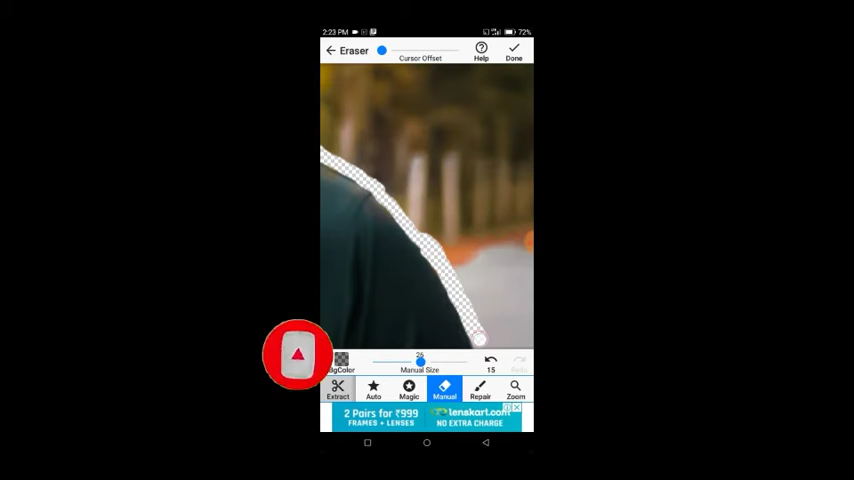 2:23 PM
72%
Eraser
Cursor Offset
Help
Done
26
BgColor
Manual Size
15
Redo
Extract
Auto
Magic
Manual
Repair
Zoom
2 Pairs for ₹999
FRAMES + LENSES
lenskart.com
NO EXTRA CHARGE